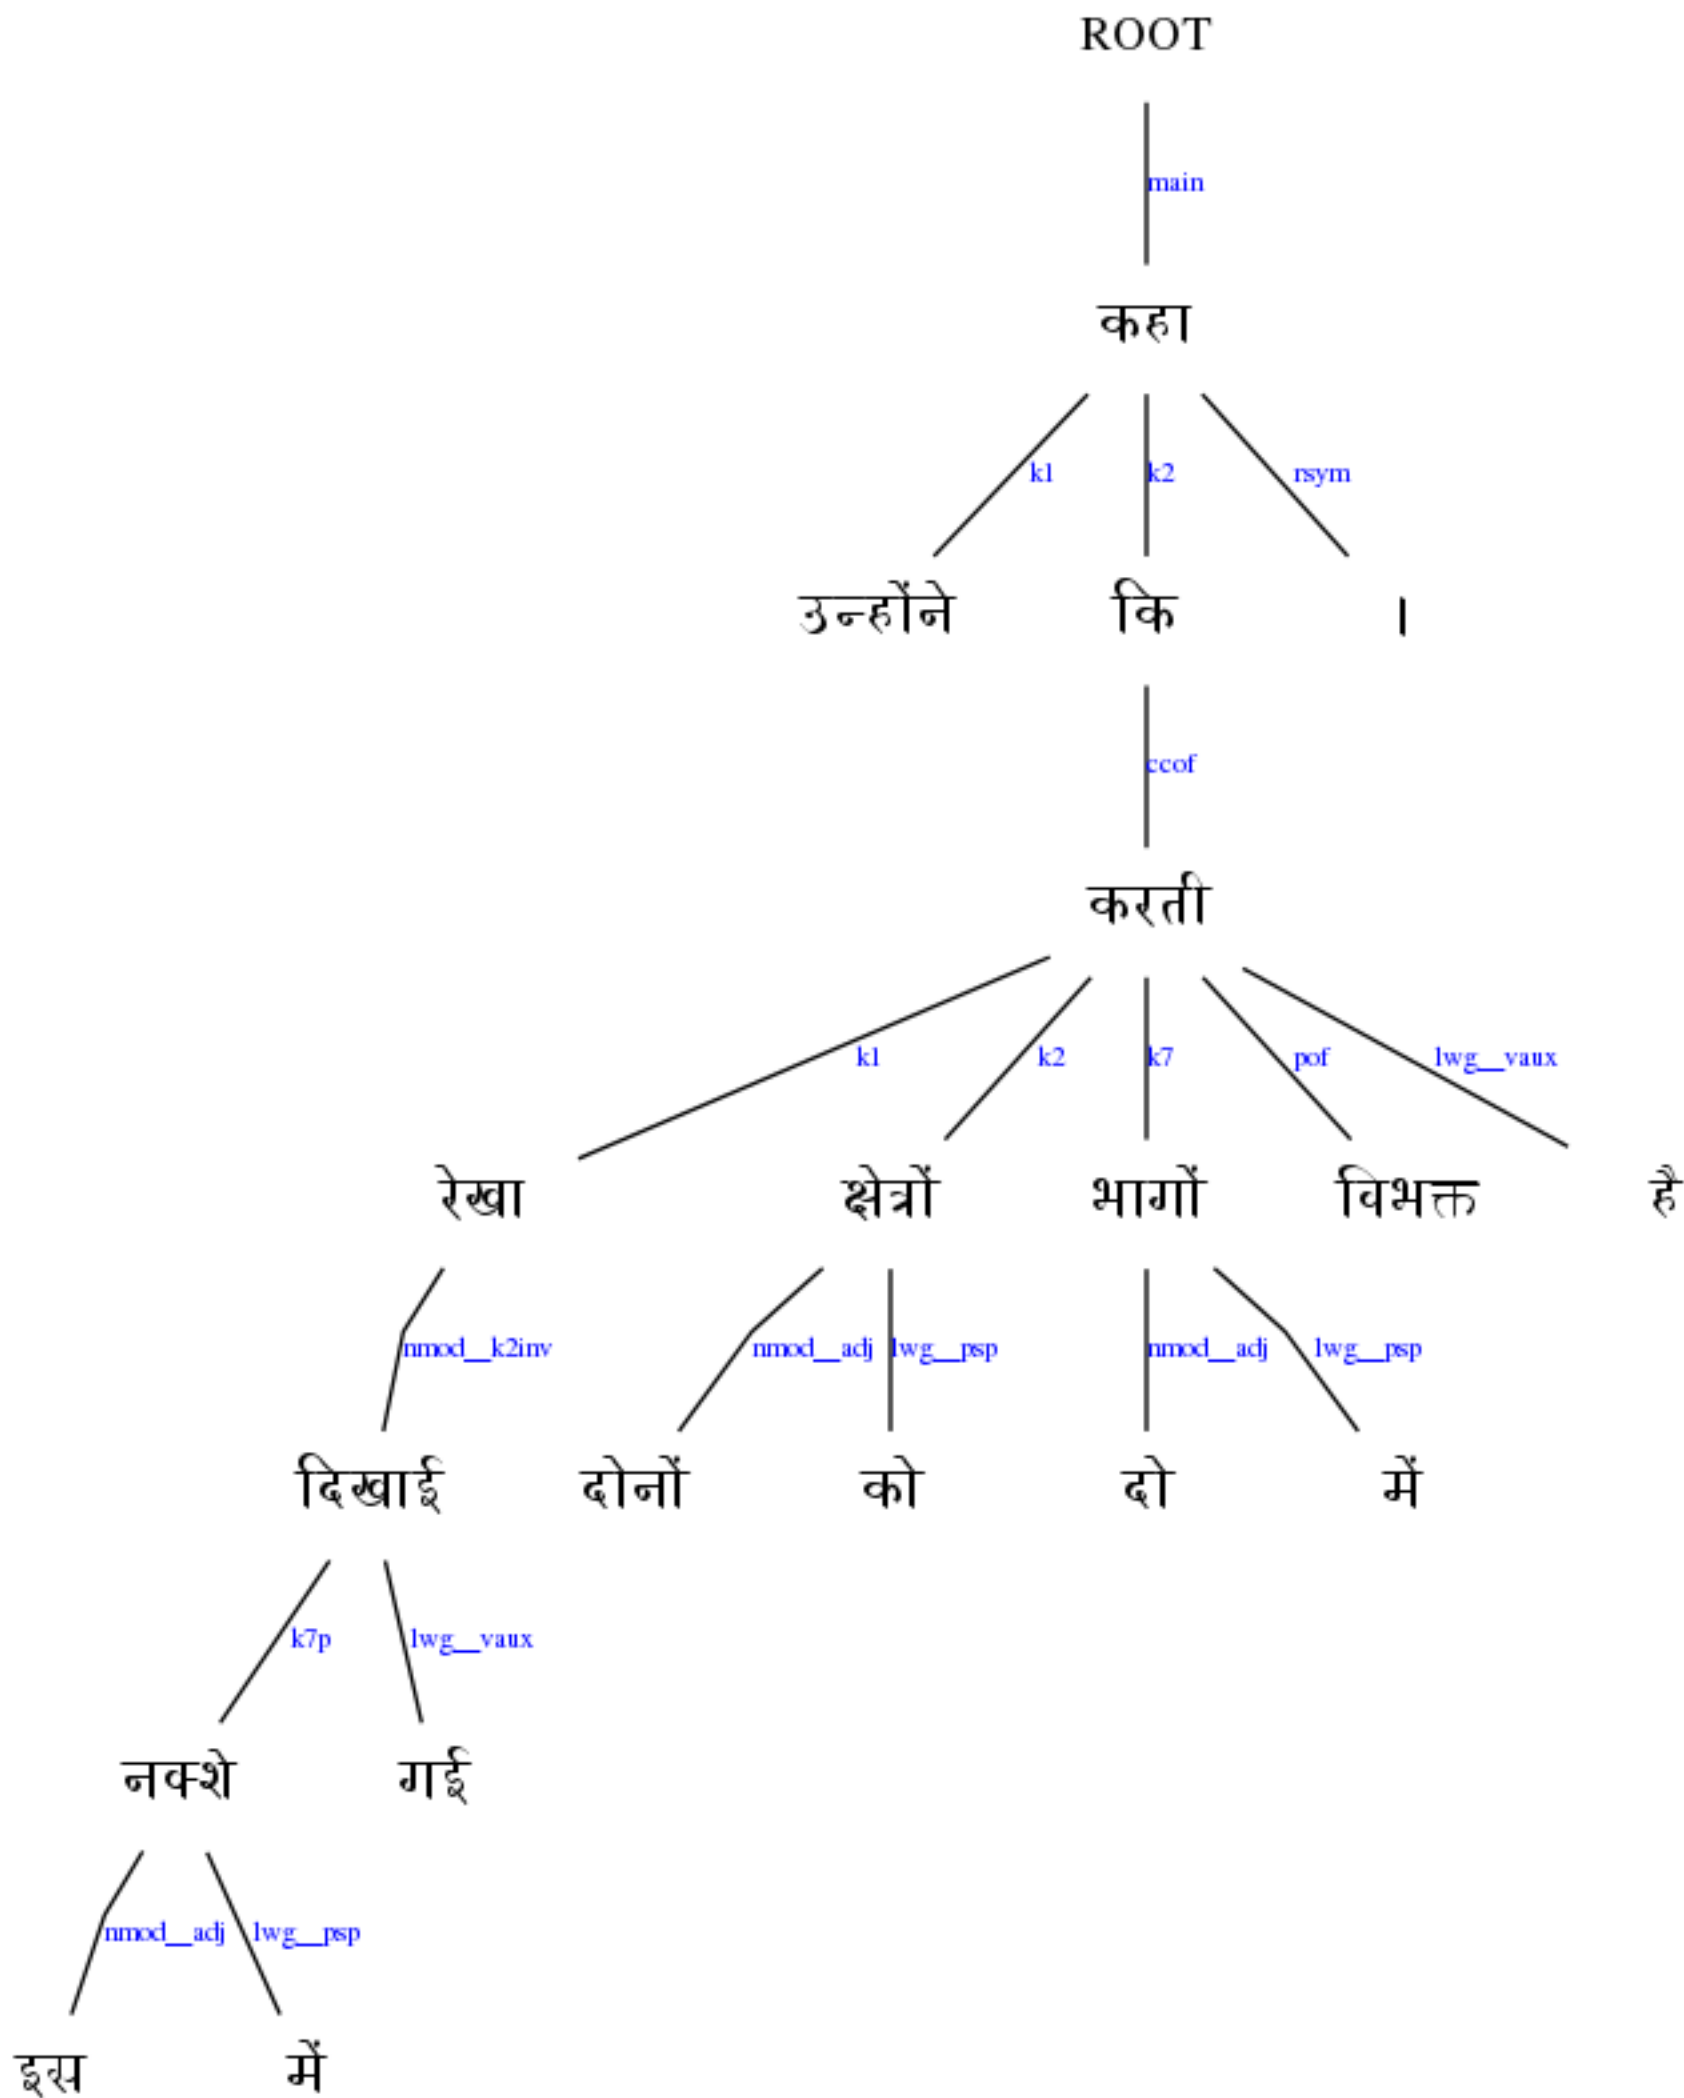 ROOT
main
कहा
k1 k2 rsym
उन्होंने कि ।
ccof
करती
k1 k2 k7 pof lwg__vaux
रेखा क्षेत्रों भागों विभक्त है
nmod__k2inv nmod__adj lwg__psp nmod__adj lwg__psp
दिखाई दोनों को दो में
k7p lwg__vaux
नक्शे गई
nmod__adj lwg__psp
इस में